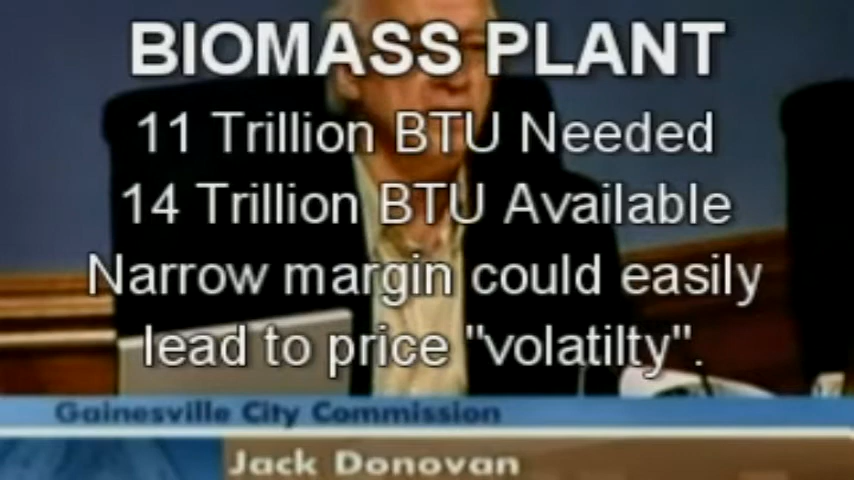 BIOMASS PLANT
11 Trillion BTU Needed
14 Trillion BTU Available
Narrow margin could easily
lead to price "volatilty".
Gainesville City Commission
Jack Donovan